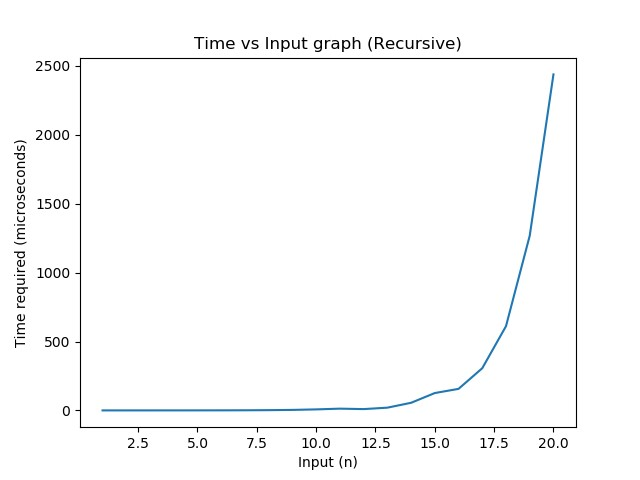 Time vs Input graph (Recursive)
Time required (microseconds)
2500
2000
1500
1000
500
0
2.5 5.0 7.5 10.0 12.5 15.0 17.5 20.0
Input (n)